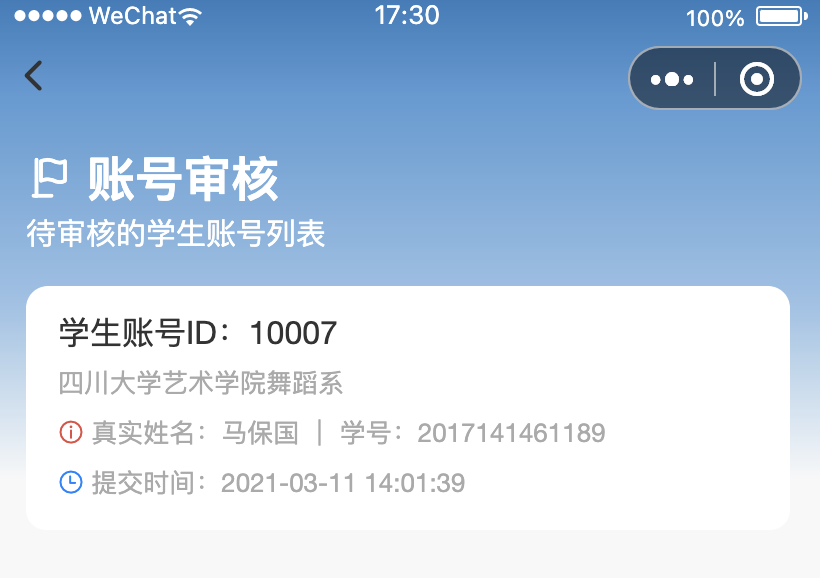 WeChat 17:30 100%
账号审核
待审核的学生账号列表
学生账号ID：10007
四川大学艺术学院舞蹈系
真实姓名：马保国 ｜ 学号：2017141461189
提交时间：2021-03-11 14:01:39